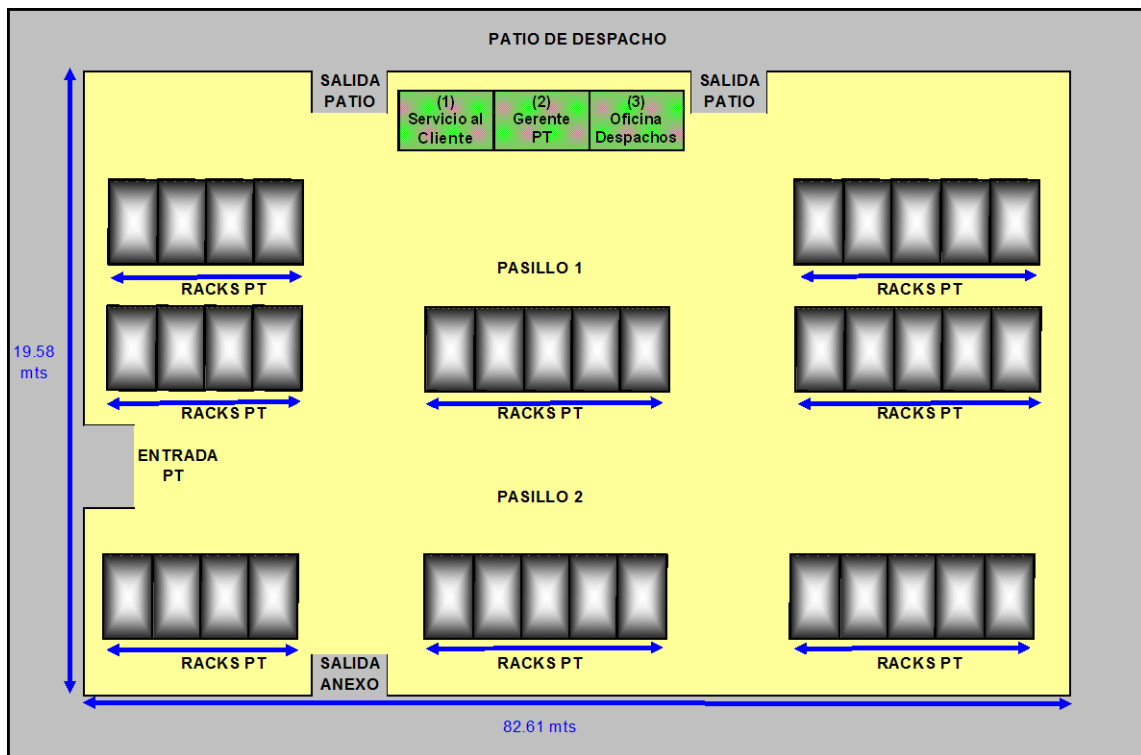 PATIO DE DESPACHO
SALIDA
PATIO
(1)
Servicio al
Cliente
(2)
Gerente
PT
(3)
Oficina
Despachos
SALIDA
PATIO
RACKS PT
PASILLO 1
RACKS PT
19.58
mts
RACKS PT
RACKS PT
RACKS PT
ENTRADA
PT
PASILLO 2
RACKS PT
SALIDA
ANEXO
RACKS PT
RACKS PT
82.61 mts